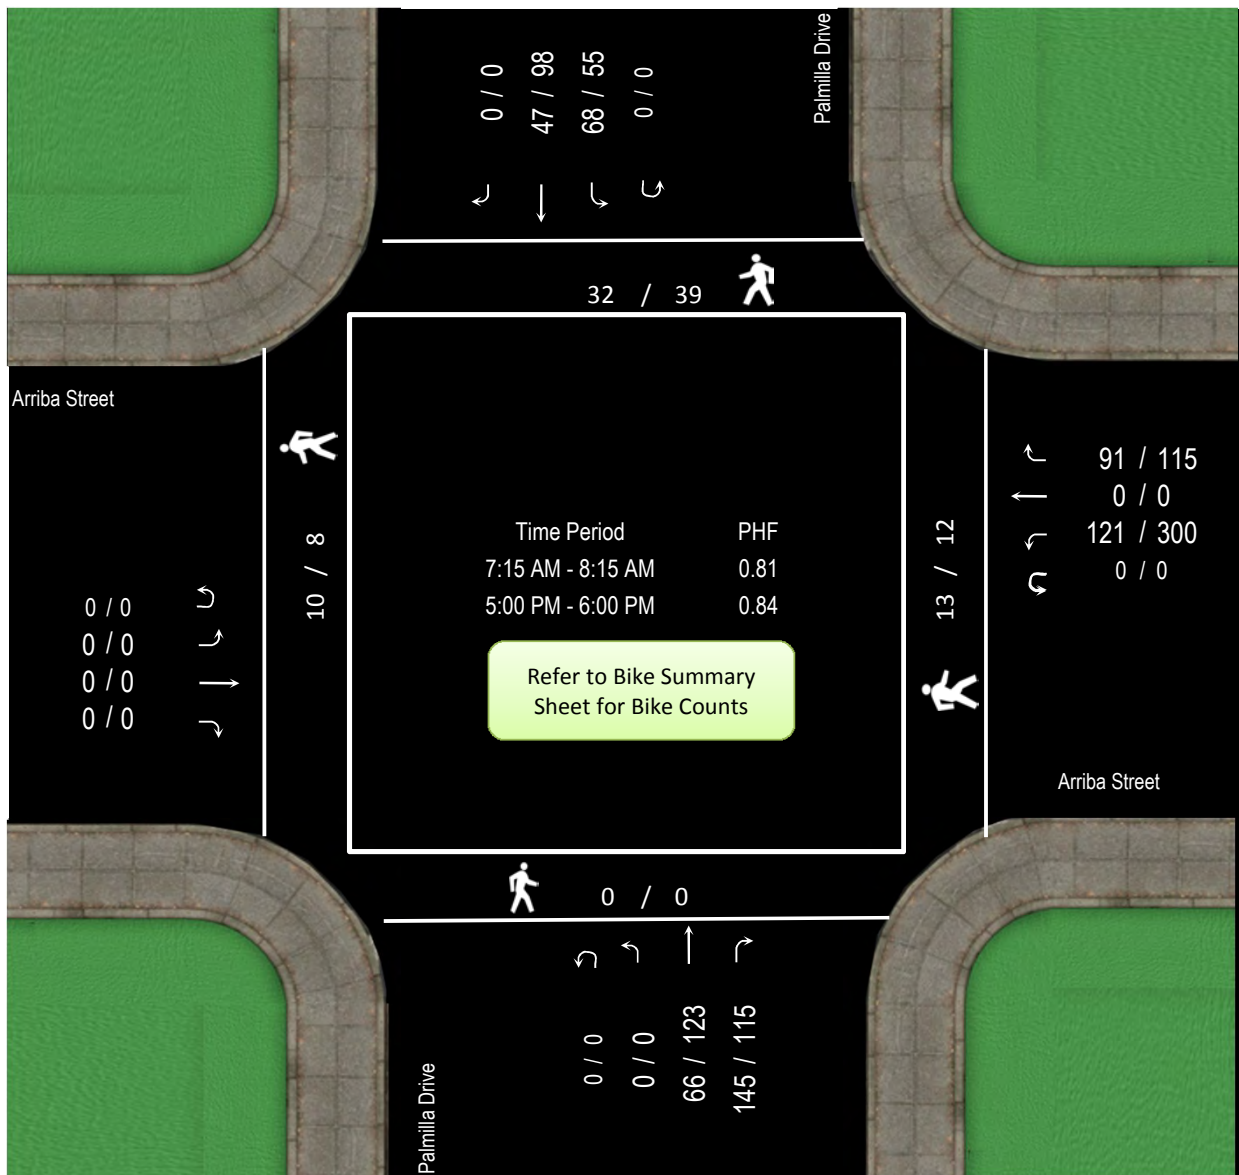 0 / 0
47 / 98
68 / 55
0 / 0
Palmilla Drive
32 / 39
Arriba Street
91 / 115
0 / 0
121 / 300
0 / 0
10 / 8
13 / 12
Time Period PHF
7:15 AM - 8:15 AM 0.81
5:00 PM - 6:00 PM 0.84
0 / 0
0 / 0
0 / 0
0 / 0
Refer to Bike Summary
Sheet for Bike Counts
Arriba Street
0 / 0
0 / 0
0 / 0
66 / 123
145 / 115
Palmilla Drive